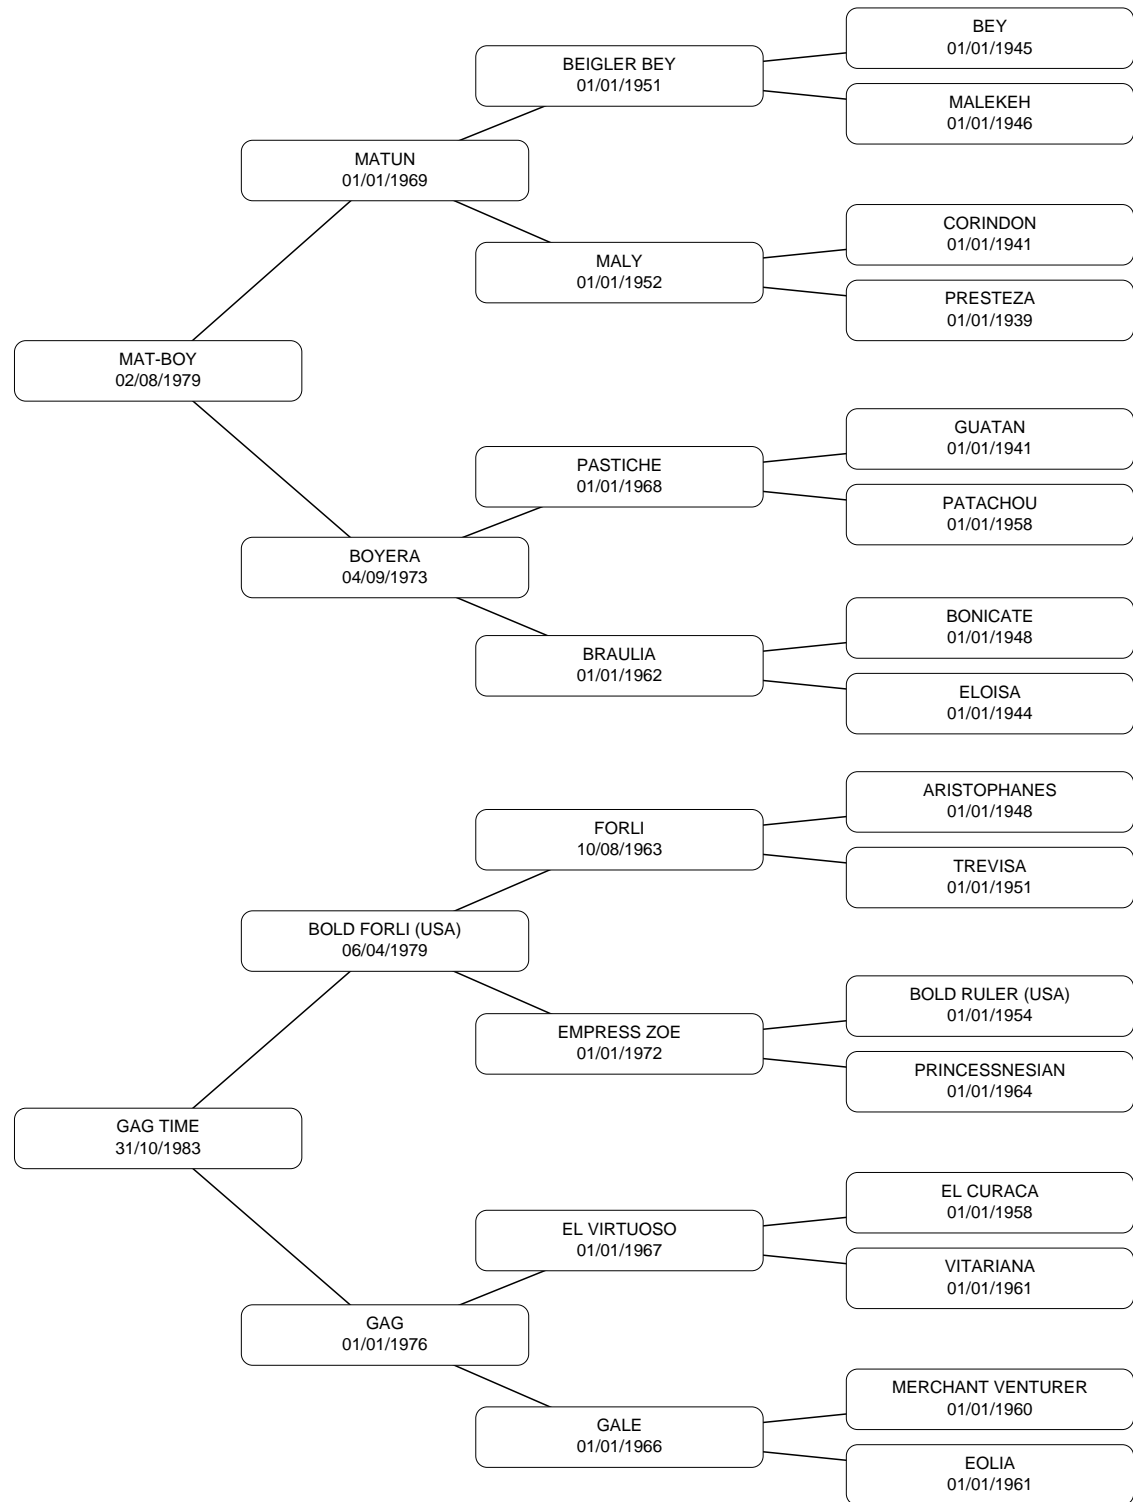 BEY
01/01/1945
BEIGLER BEY
01/01/1951
MALEKEH
01/01/1946
MATUN
01/01/1969
CORINDON
01/01/1941
MALY
01/01/1952
PRESTEZA
01/01/1939
MAT-BOY
02/08/1979
GUATAN
01/01/1941
PASTICHE
01/01/1968
PATACHOU
01/01/1958
BOYERA
04/09/1973
BONICATE
01/01/1948
BRAULIA
01/01/1962
ELOISA
01/01/1944
ARISTOPHANES
01/01/1948
FORLI
10/08/1963
TREVISA
01/01/1951
BOLD FORLI (USA)
06/04/1979
BOLD RULER (USA)
01/01/1954
EMPRESS ZOE
01/01/1972
PRINCESSNESIAN
01/01/1964
GAG TIME
31/10/1983
EL CURACA
01/01/1958
EL VIRTUOSO
01/01/1967
VITARIANA
01/01/1961
GAG
01/01/1976
MERCHANT VENTURER
01/01/1960
GALE
01/01/1966
EOLIA
01/01/1961